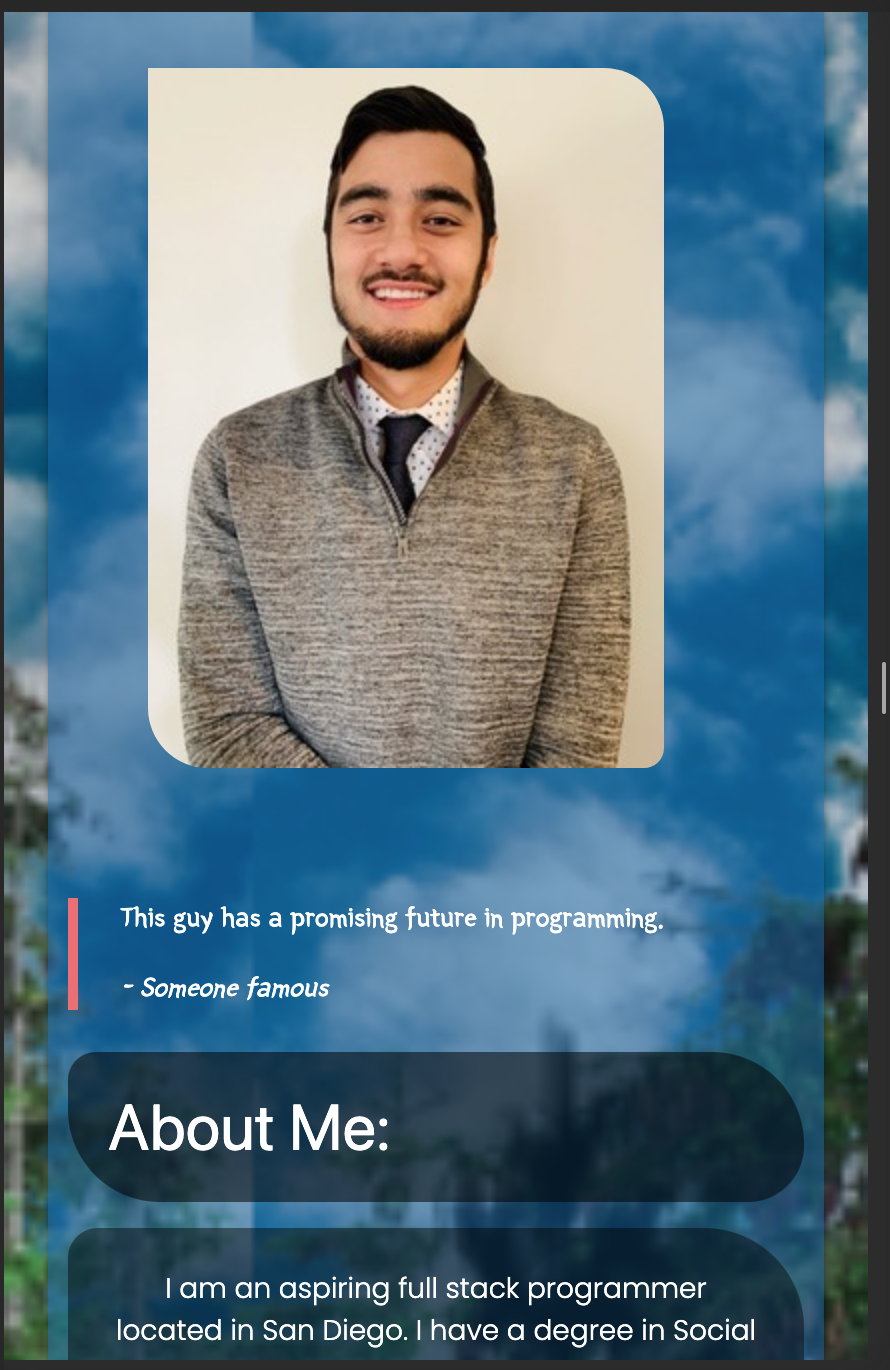 This guy has a promising future in programming.
- Someone famous
About Me:
I am an aspiring full stack programmer
located in San Diego. I have a degree in Social